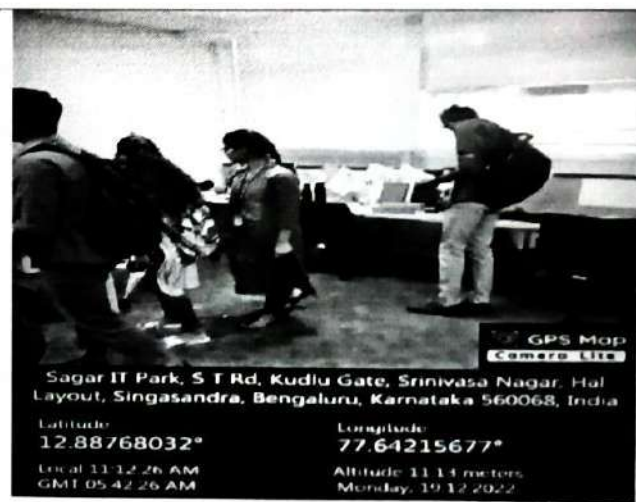 GPS Map
Camera Lite
Sagar IT Park, S T Rd, Kudlu Gate, Srinivasa Nagar, Hal
Layout, Singasandra, Bengaluru, Karnataka 560068, India
Latitude
12.88768032°
Longitude
77.64215677°
Local 11:12:26 AM
GMT 05:42:26 AM
Altitude 11.13 meters
Monday, 19.12.2022